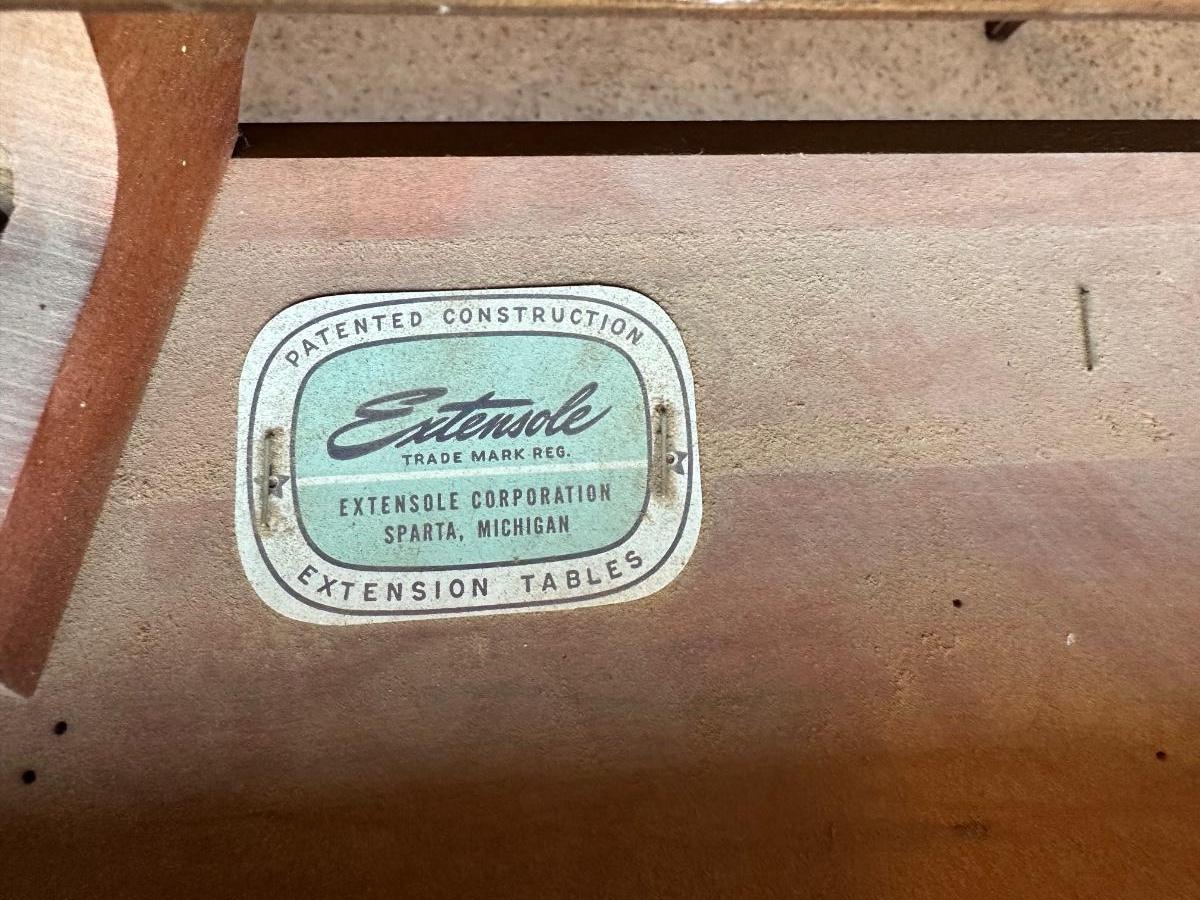 PATENTED CONSTRUCTION
Extensole
TRADE MARK REG.
EXTENSOLE CORPORATION
SPARTA, MICHIGAN
EXTENSION TABLES